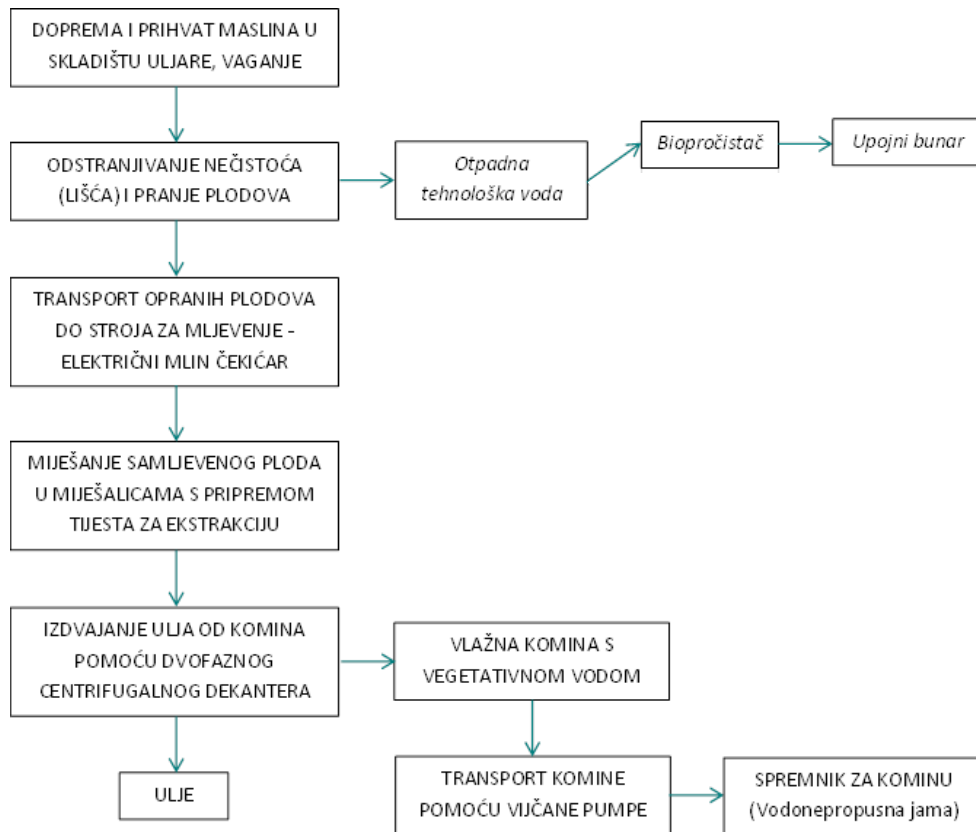 DOPREMA I PRIHVAT MASLINA U
SKLADIŠTU ULJARE, VAGANJE
ODSTRANJIVANJE NEČISTOĆA
(LIŠĆA) I PRANJE PLODOVA
Otpadna
tehnološka voda
Biopročistač
Upojni bunar
TRANSPORT OPRANIH PLODOVA
DO STROJA ZA MLJEVENJE -
ELEKTRIČNI MLIN ČEKIĆAR
MIJEŠANJE SAMLJEVENOG PLODA
U MIJEŠALICAMA S PRIPREMOM
TIJESTA ZA EKSTRAKCIJU
IZDVAJANJE ULJA OD KOMINA
POMOĆU DVOFAZNOG
CENTRIFUGALNOG DEKANTERA
VLAŽNA KOMINA S
VEGETATIVNOM VODOM
ULJE
TRANSPORT KOMINE
POMOĆU VIJČANE PUMPE
SPREMNIK ZA KOMINU
(Vodonepropusna jama)